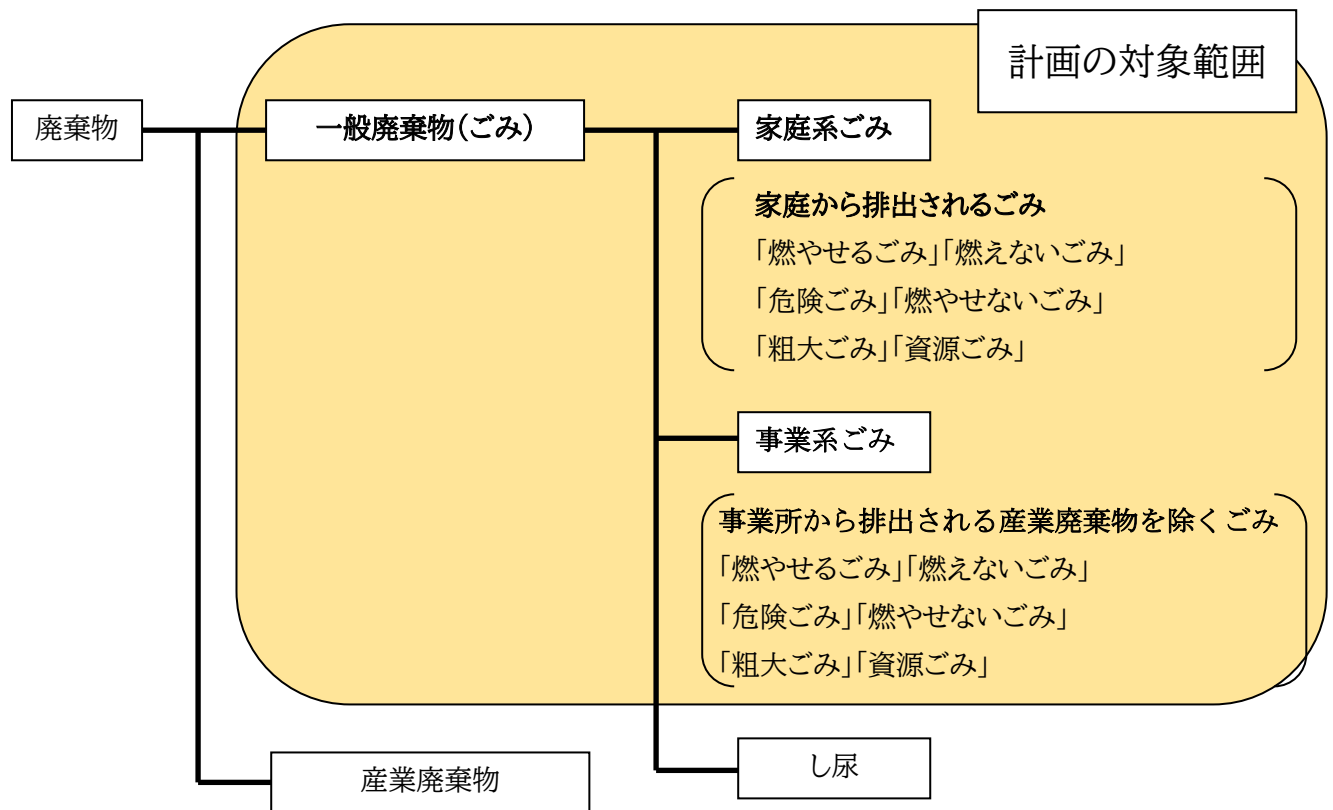 計画の対象範囲
廃棄物
一般廃棄物(ごみ)
家庭系ごみ
家庭から排出されるごみ
「燃やせるごみ」「燃えないごみ」
「危険ごみ」「燃やせないごみ」
「粗大ごみ」「資源ごみ」
事業系ごみ
事業所から排出される産業廃棄物を除くごみ
「燃やせるごみ」「燃えないごみ」
「危険ごみ」「燃やせないごみ」
「粗大ごみ」「資源ごみ」
し尿
産業廃棄物